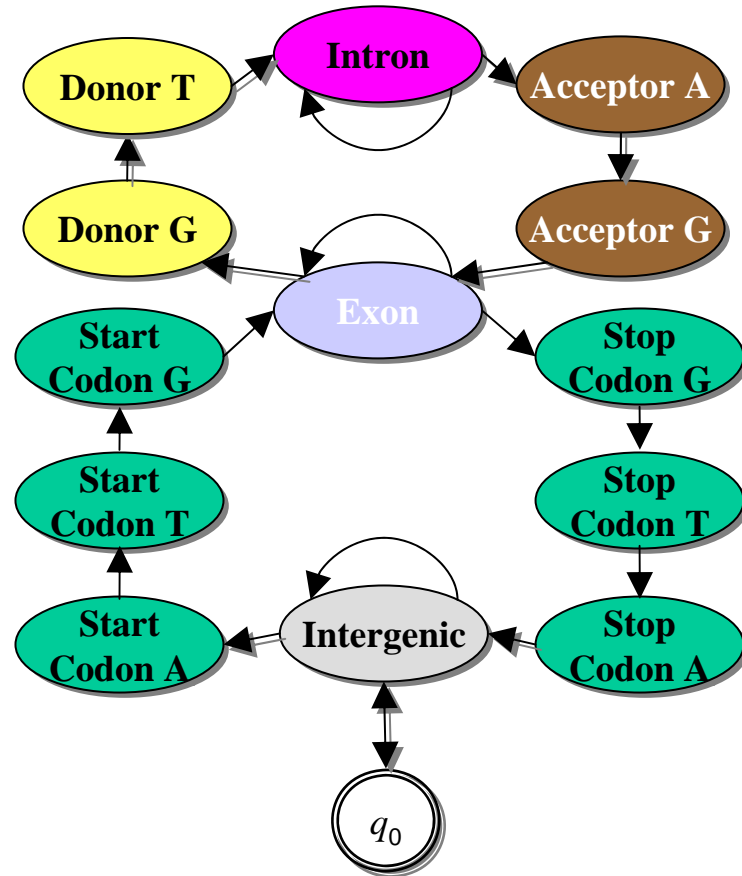 Intron
Donor T
Acceptor A
Donor G
Acceptor G
Exon
Start
Codon G
Stop
Codon G
Start
Codon T
Stop
Codon T
Start
Codon A
Intergenic
Stop
Codon A
q0